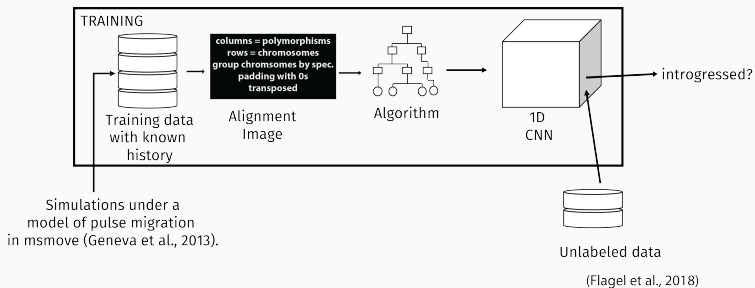 TRAINING
columns = polymorphisms
rows = chromosomes
group chromsomes by spec.
padding with 0s
transposed
introgressed?
Training data
with known
history
Alignment
Image
Algorithm
1D
CNN
Simulations under a
model of pulse migration
in msmove (Geneva et al., 2013).
Unlabeled data
(Flagel et al., 2018)